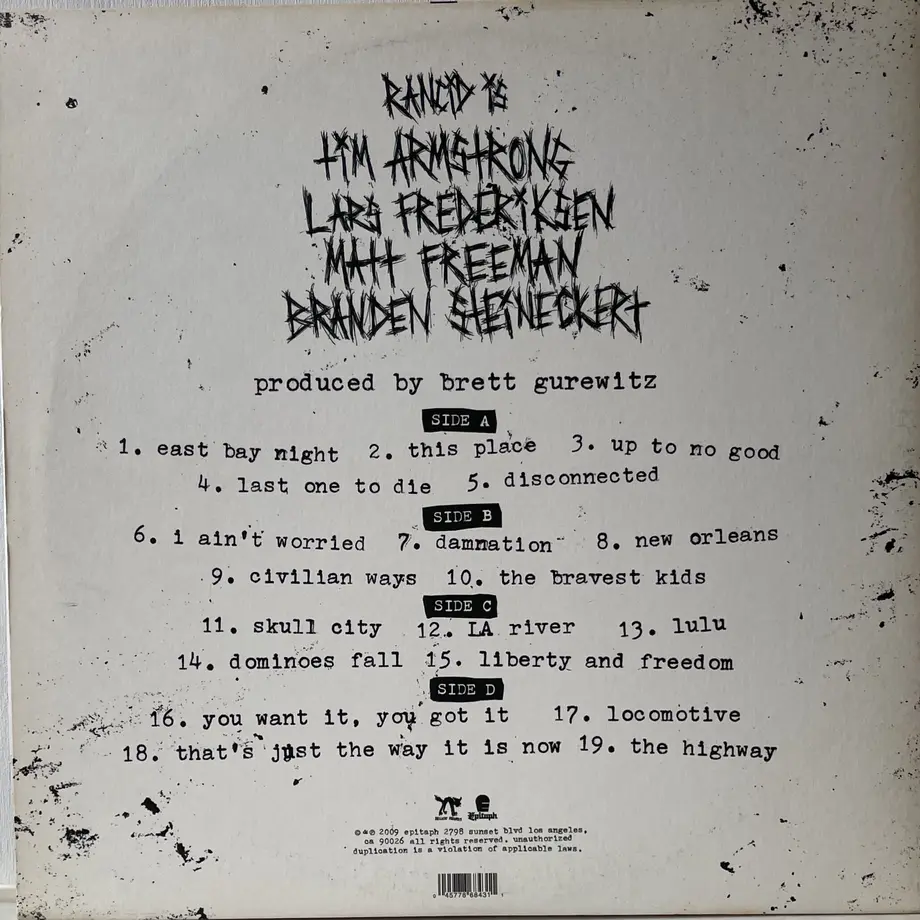 RANCID is
tiM ARMStRONG
LARS FREDERiKSEN
MAtt FREEMAN
BRANDEN StEiNECKERt
produced by brett gurewitz
SIDE A
1. east bay night 2. this place 3. up to no good
4. last one to die 5. disconnected
SIDE B
6. i ain't worried 7. damnation 8. new orleans
9. civilian ways 10. the bravest kids
SIDE C
11. skull city 12. LA river 13. lulu
14. dominoes fall 15. liberty and freedom
SIDE D
16. you want it, you got it 17. locomotive
18. that's just the way it is now 19. the highway
Epitaph
©℗ 2009 epitaph 2798 sunset blvd los angeles,
ca 90026 all rights reserved. unauthorized
duplication is a violation of applicable laws.
0 45778 68431 1